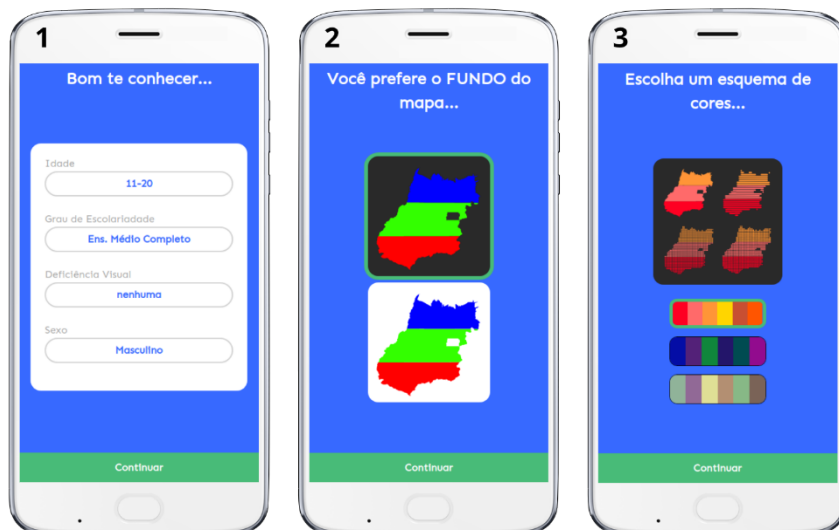 1
Bom te conhecer...
Idade
11-20
Grau de Escolariadade
Ens. Médio Completo
Deficiência Visual
nenhuma
Sexo
Masculino
Continuar
2
Você prefere o FUNDO do
mapa...
Continuar
3
Escolha um esquema de
cores...
Continuar